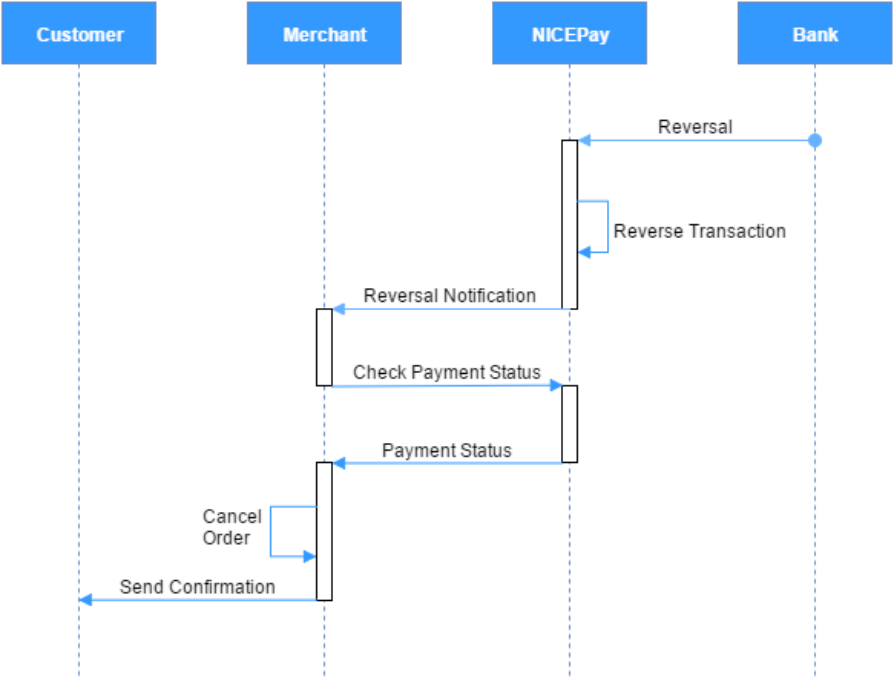 Customer
Merchant
NICEPay
Bank
Reversal
Reverse Transaction
Reversal Notification
Check Payment Status
Payment Status
Cancel
Order
Send Confirmation